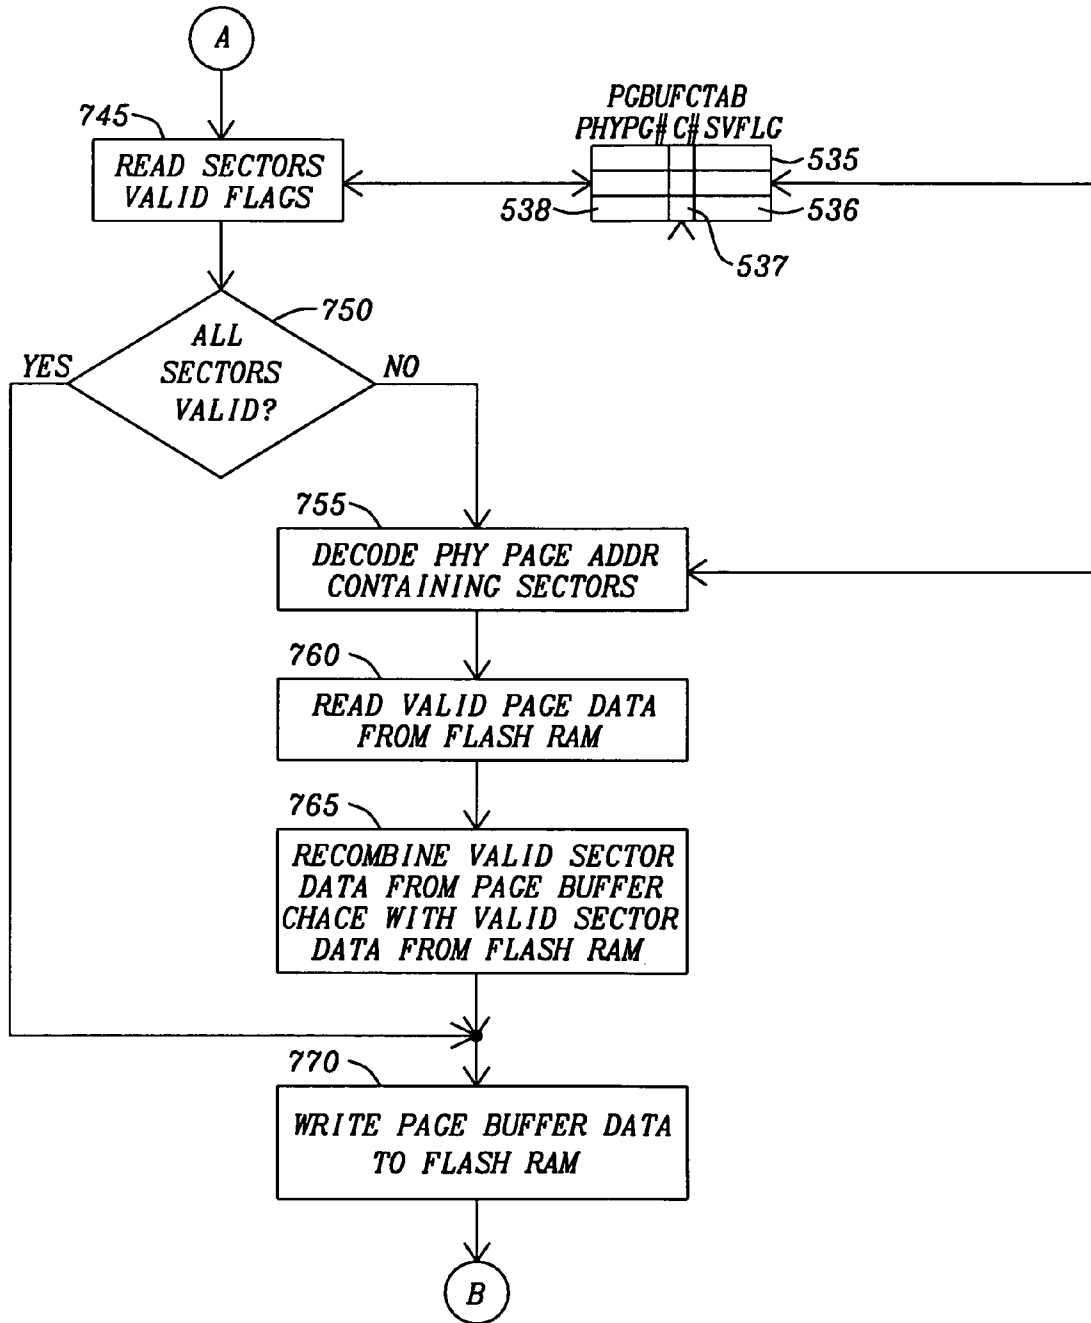 A
745
READ SECTORS
VALID FLAGS
PGBUFCTAB
PHYPG# C# SVFLG
535
538
536
537
750
ALL
SECTORS
VALID?
YES
NO
755
DECODE PHY PAGE ADDR
CONTAINING SECTORS
760
READ VALID PAGE DATA
FROM FLASH RAM
765
RECOMBINE VALID SECTOR
DATA FROM PAGE BUFFER
CHACE WITH VALID SECTOR
DATA FROM FLASH RAM
770
WRITE PAGE BUFFER DATA
TO FLASH RAM
B